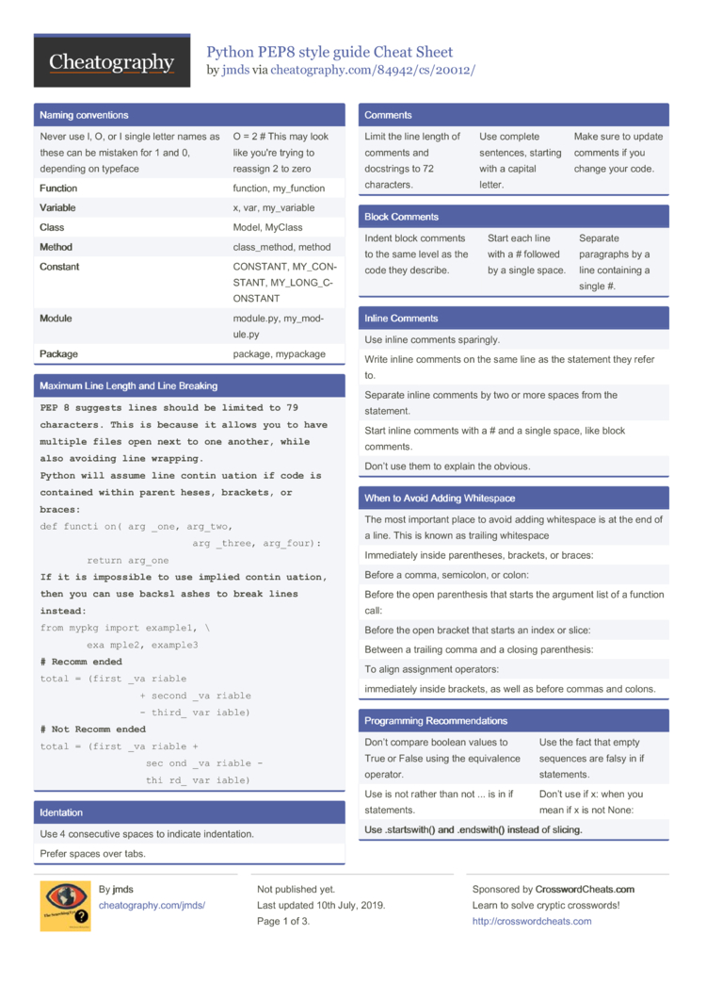 Cheatography
Python PEP8 style guide Cheat Sheet
by jmds via cheatography.com/84942/cs/20012/
Naming conventions
Never use l, O, or I single letter names as
these can be mistaken for 1 and 0,
depending on typeface
O = 2 # This may look
like you're trying to
reassign 2 to zero
Function
function, my_function
Variable
x, var, my_variable
Class
Model, MyClass
Method
class_method, method
Constant
CONSTANT, MY_CON-
STANT, MY_LONG_C-
ONSTANT
Module
module.py, my_mod-
ule.py
Package
package, mypackage
Maximum Line Length and Line Breaking
PEP 8 suggests lines should be limited to 79
characters. This is because it allows you to have
multiple files open next to one another, while
also avoiding line wrapping.
Python will assume line contin uation if code is
contained within parent heses, brackets, or
braces:
def functi on( arg _one, arg_two,
arg _three, arg_four):
return arg_one
If it is impossible to use implied contin uation,
then you can use backsl ashes to break lines
instead:
from mypkg import example1, \
exa mple2, example3
# Recomm ended
total = (first _va riable
+ second _va riable
- third_ var iable)
# Not Recomm ended
total = (first _va riable +
sec ond _va riable -
thi rd_ var iable)
Identation
Use 4 consecutive spaces to indicate indentation.
Prefer spaces over tabs.
Comments
Limit the line length of
comments and
docstrings to 72
characters.
Use complete
sentences, starting
with a capital
letter.
Make sure to update
comments if you
change your code.
Block Comments
Indent block comments
to the same level as the
code they describe.
Start each line
with a # followed
by a single space.
Separate
paragraphs by a
line containing a
single #.
Inline Comments
Use inline comments sparingly.
Write inline comments on the same line as the statement they refer
to.
Separate inline comments by two or more spaces from the
statement.
Start inline comments with a # and a single space, like block
comments.
Don't use them to explain the obvious.
When to Avoid Adding Whitespace
The most important place to avoid adding whitespace is at the end of
a line. This is known as trailing whitespace
Immediately inside parentheses, brackets, or braces:
Before a comma, semicolon, or colon:
Before the open parenthesis that starts the argument list of a function
call:
Before the open bracket that starts an index or slice:
Between a trailing comma and a closing parenthesis:
To align assignment operators:
immediately inside brackets, as well as before commas and colons.
Programming Recommendations
Don't compare boolean values to
True or False using the equivalence
operator.
Use the fact that empty
sequences are falsy in if
statements.
Use is not rather than not ... is in if
statements.
Don't use if x: when you
mean if x is not None:
Use .startswith() and .endswith() instead of slicing.
By jmds
cheatography.com/jmds/
Not published yet.
Last updated 10th July, 2019.
Page 1 of 3.
Sponsored by CrosswordCheats.com
Learn to solve cryptic crosswords!
http://crosswordcheats.com